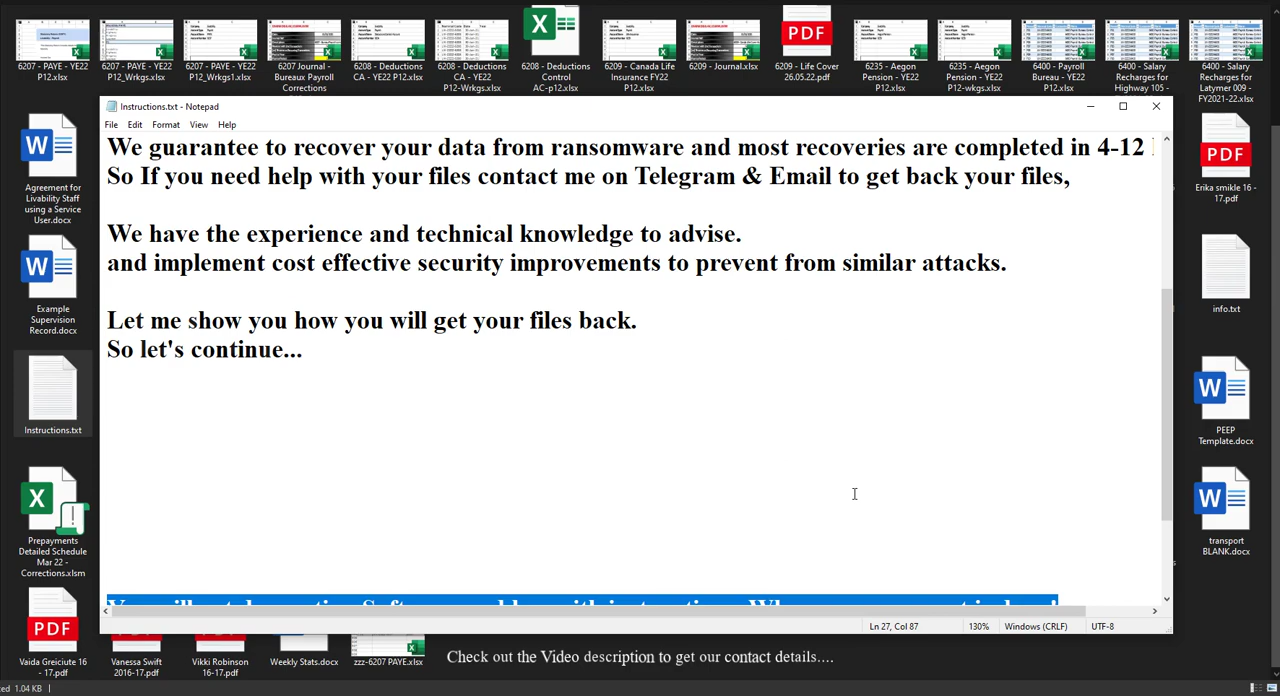 6207 - PAYE - YE22 P12.xlsx
6207 - PAYE - YE22 P12_Wrkgs.xlsx
6207 - PAYE - YE22 P12_Wrkgs1.xlsx
6207 Journal - Bureaux Payroll Corrections
6208 - Deductions CA - YE22 P12.xlsx
6208 - Deductions CA - YE22 P12-Wrkgs.xlsx
6208 - Deductions Control AC-p12.xlsx
6209 - Canada Life Insurance FY22 P12.xlsx
6209 - Journal.xlsx
6209 - Life Cover 26.05.22.pdf
6235 - Aegon Pension - YE22 P12.xlsx
6235 - Aegon Pension - YE22 P12-wkgs.xlsx
6400 - Payroll Bureau - YE22 P12.xlsx
6400 - Salary Recharges for Highway 105 -
6400 - Salary Recharges for Latymer 009 - FY2021-22.xlsx
Instructions.txt - Notepad
File Edit Format View Help
We guarantee to recover your data from ransomware and most recoveries are completed in 4-12
So If you need help with your files contact me on Telegram & Email to get back your files,
We have the experience and technical knowledge to advise.
and implement cost effective security improvements to prevent from similar attacks.
Let me show you how you will get your files back.
So let's continue...
Ln 27, Col 87
130%
Windows (CRLF)
UTF-8
W
Agreement for
Livability Staff
using a Service
User.docx
W
Example
Supervision
Record.docx
Instructions.txt
X
Prepayments
Detailed Schedule
Mar 22 -
Corrections.xlsm
PDF
Vaida Greiciute 16
- 17.pdf
Vanessa Swift
2016-17.pdf
Vikki Robinson
16-17.pdf
Weekly Stats.docx
zzz-6207 PAYE.xlsx
PDF
Erika smikle 16 -
17.pdf
info.txt
W
PEEP
Template.docx
W
transport
BLANK.docx
Check out the Video description to get our contact details....
1.04 KB